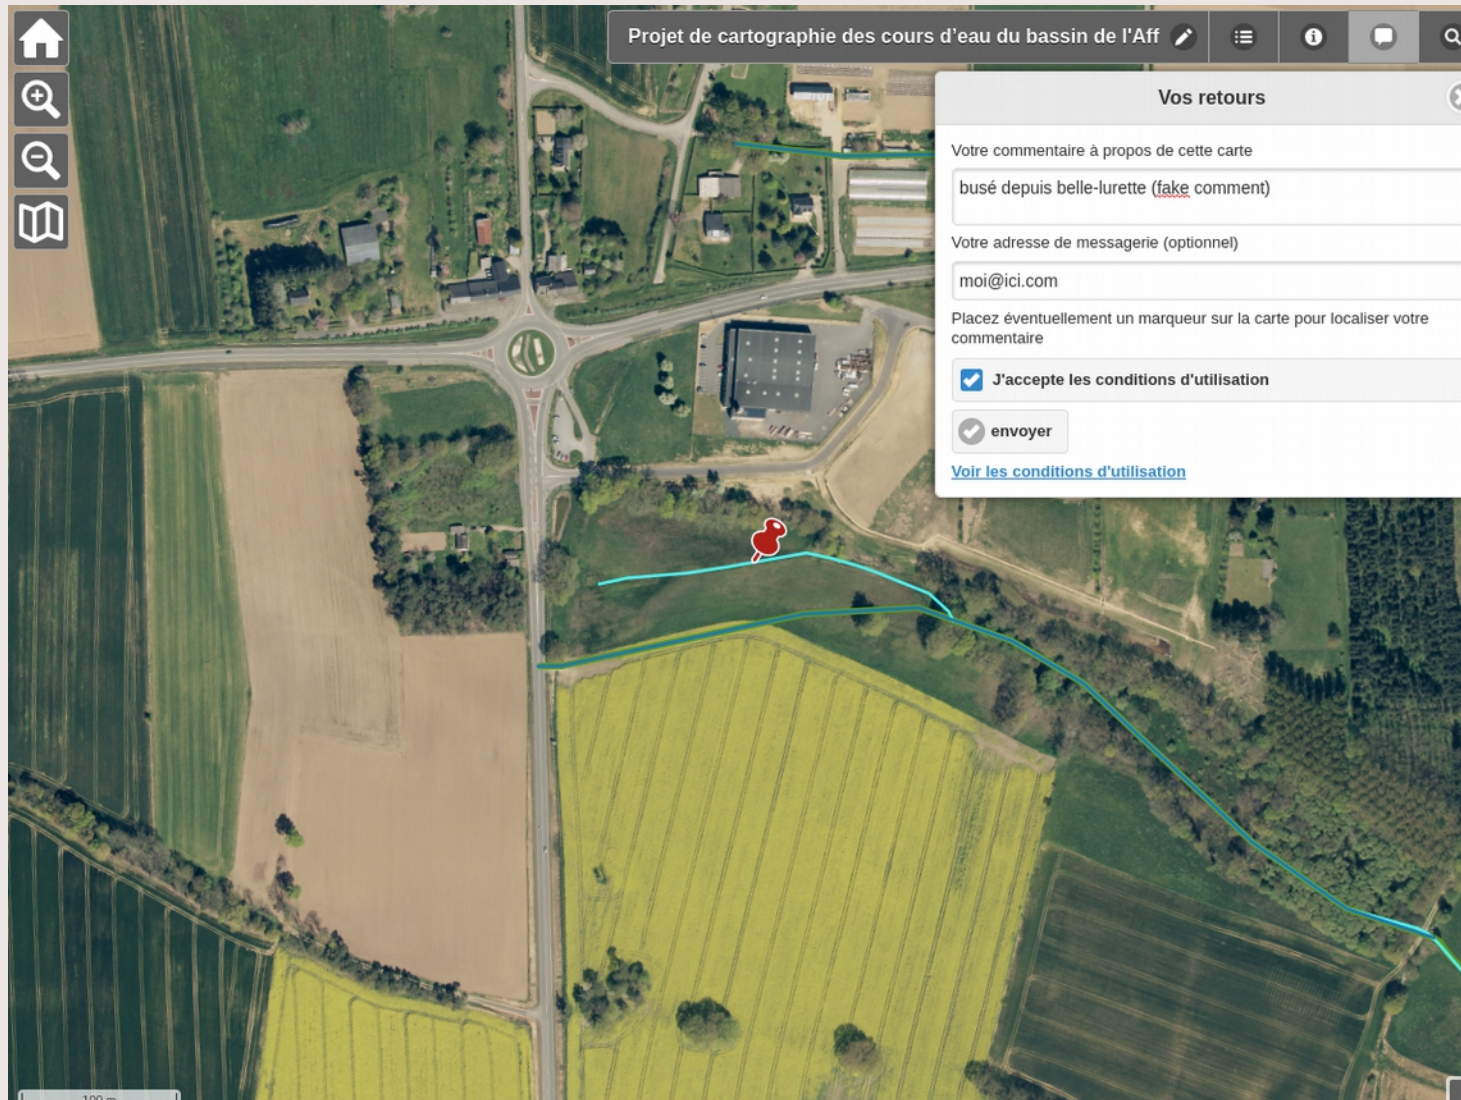 Projet de cartographie des cours d’eau du bassin de l'Aff
Vos retours
Votre commentaire à propos de cette carte
busé depuis belle-lurette (fake comment)
Votre adresse de messagerie (optionnel)
moi@ici.com
Placez éventuellement un marqueur sur la carte pour localiser votre
commentaire
J'accepte les conditions d'utilisation
envoyer
Voir les conditions d'utilisation
100 m